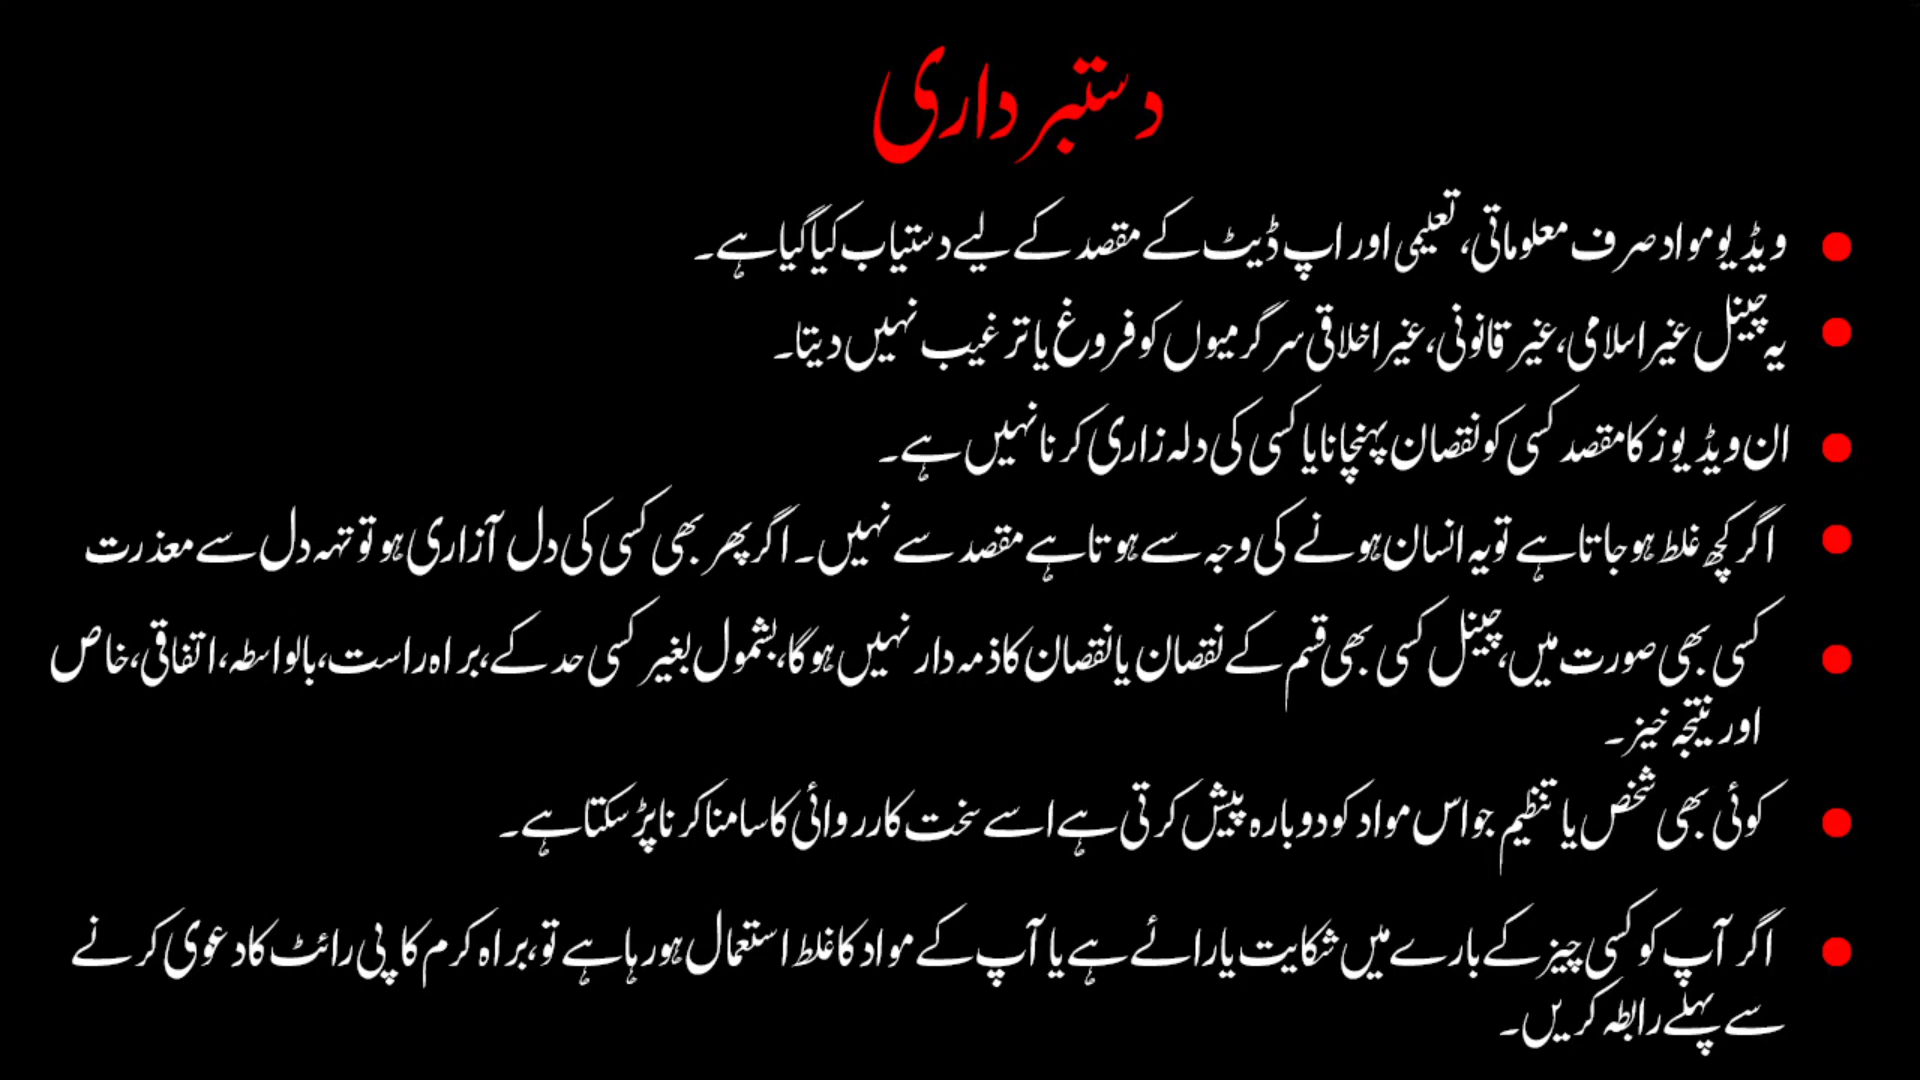 دستبرداری
ویڈیو مواد صرف معلوماتی، تعلیمی اور اپ ڈیٹ کے مقصد کے لیے دستیاب کیا گیا ہے۔
یہ چینل غیر اسلامی، غیر قانونی، غیر اخلاقی سرگرمیوں کو فروغ یا ترغیب نہیں دیتا۔
ان ویڈیوز کا مقصد کسی کو نقصان پہنچانا یا کسی کی دلہ زاری کرنا نہیں ہے۔
اگر کچھ غلط ہو جاتا ہے تو یہ انسان ہونے کی وجہ سے ہوتا ہے مقصد سے نہیں۔ اگر پھر بھی کسی کی دل آزاری ہو تو تہہ دل سے معذرت
کسی بھی صورت میں، چینل کسی بھی قسم کے نقصان یا نقصان کا ذمہ دار نہیں ہوگا، بشمول بغیر کسی حد کے، براہ راست، بالواسطہ، اتفاقی، خاص
اور نتیجہ خیز۔
کوئی بھی شخص یا تنظیم جو اس مواد کو دوبارہ پیش کرتی ہے اسے سخت کارروائی کا سامنا کرنا پڑ سکتا ہے۔
اگر آپ کو کسی چیز کے بارے میں شکایت یا رائے ہے یا آپ کے مواد کا غلط استعمال ہو رہا ہے تو، براہ کرم کاپی رائٹ کا دعوی کرنے
سے پہلے رابطہ کریں۔